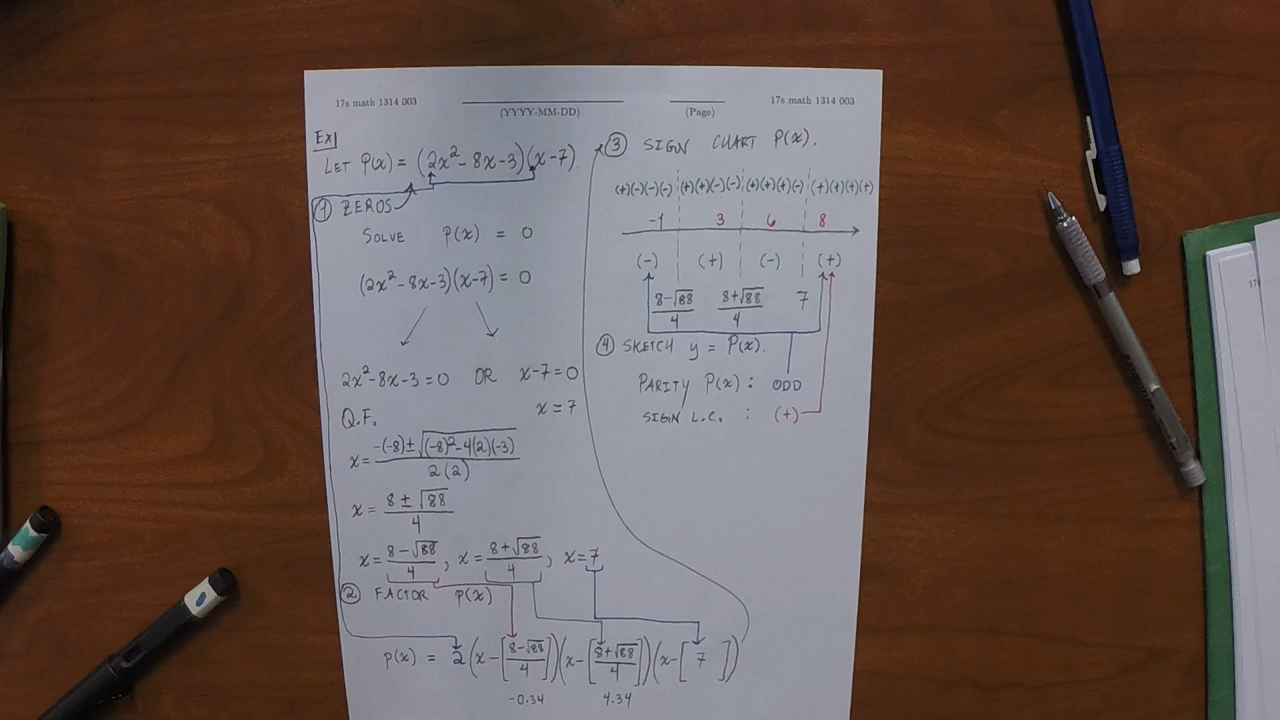 17s math 1314 003
(YYYY-MM-DD)
(Page)
17s math 1314 003
Ex]
LET P(x) = (2x² - 8x - 3)(x - 7)
① ZEROS
SOLVE P(x) = 0
(2x² - 8x - 3)(x - 7) = 0
2x² - 8x - 3 = 0 OR x - 7 = 0
x = 7
Q.F.
x = (-(-8) ± √((-8)² - 4(2)(-3))) / 2(2)
x = (8 ± √88) / 4
x = (8 - √88) / 4 , x = (8 + √88) / 4 , x = 7
② FACTOR P(x)
P(x) = 2 (x - [(8 - √88) / 4])(x - [(8 + √88) / 4])(x - [ 7 ])
-0.34 4.34
③ SIGN CHART P(x).
(+)(-)(-)(-) (+)(+)(-)(-) (+)(+)(+)(-) (+)(+)(+)(+)
-1 3 6 8
(-) (+) (-) (+)
(8 - √88) / 4 (8 + √88) / 4 7
④ SKETCH y = P(x).
PARITY P(x) : ODD
SIGN L.C. : (+)